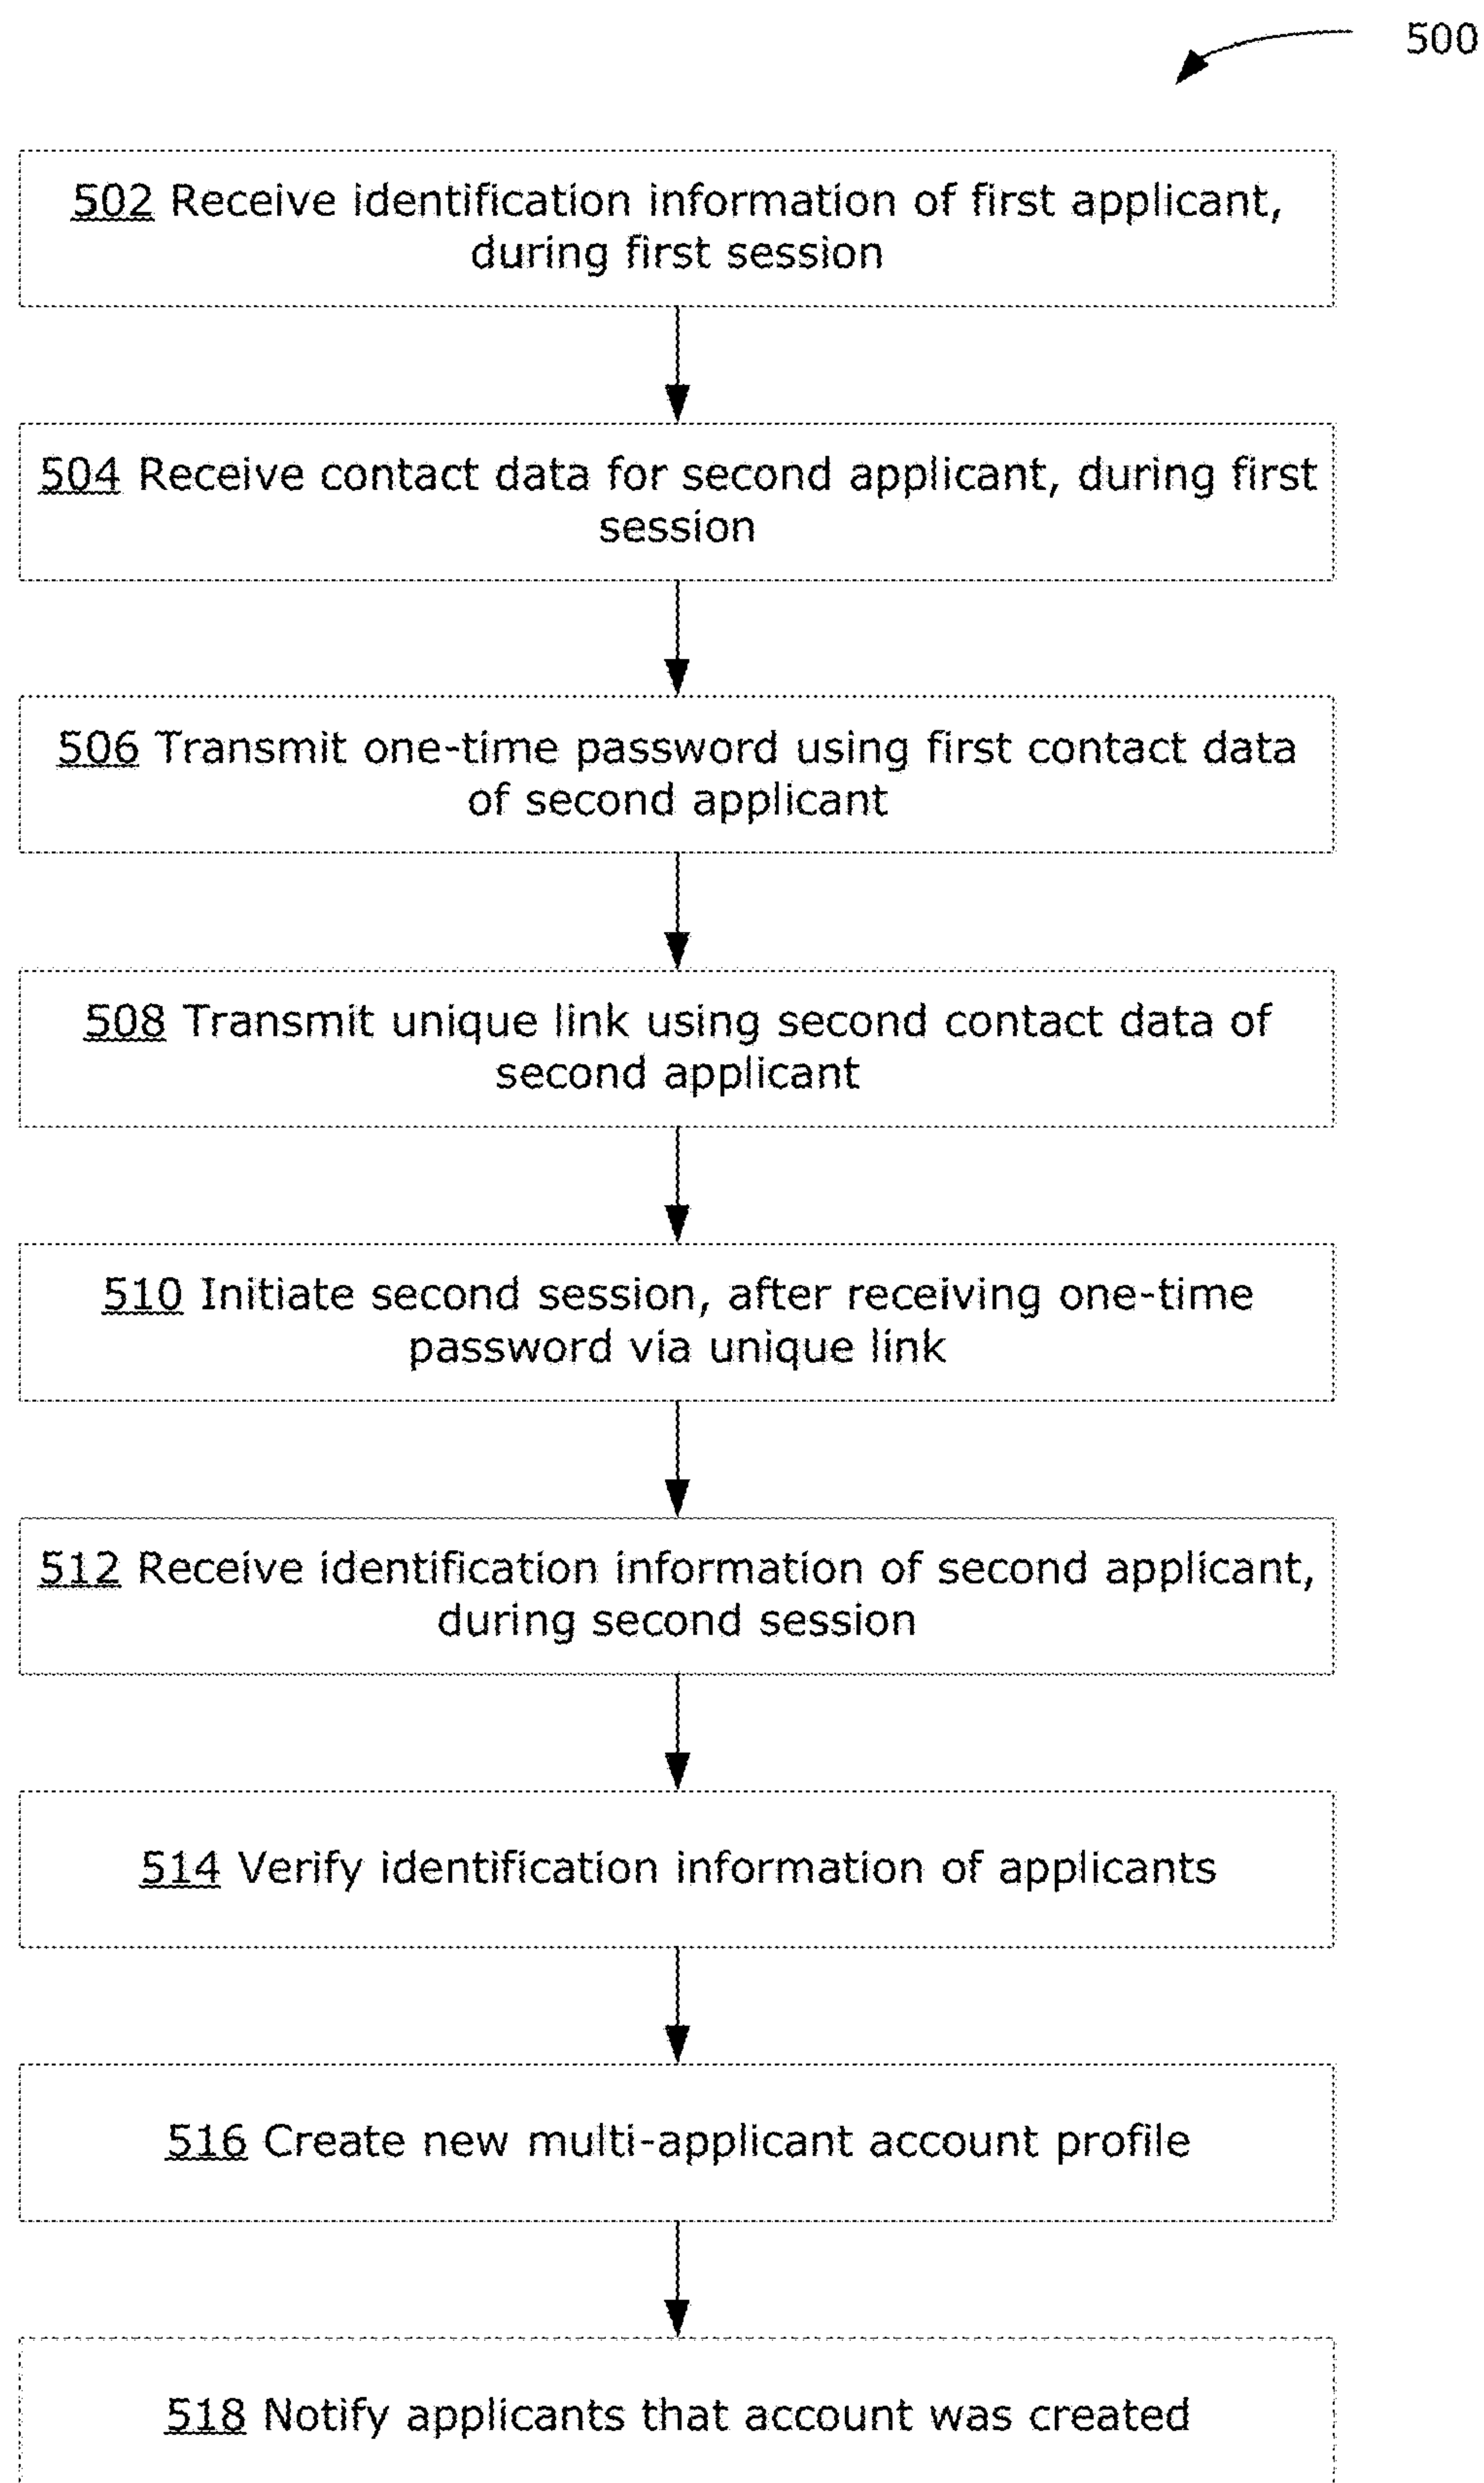 500
502 Receive identification information of first applicant,
during first session
504 Receive contact data for second applicant, during first
session
506 Transmit one-time password using first contact data
of second applicant
508 Transmit unique link using second contact data of
second applicant
510 Initiate second session, after receiving one-time
password via unique link
512 Receive identification information of second applicant,
during second session
514 Verify identification information of applicants
516 Create new multi-applicant account profile
518 Notify applicants that account was created